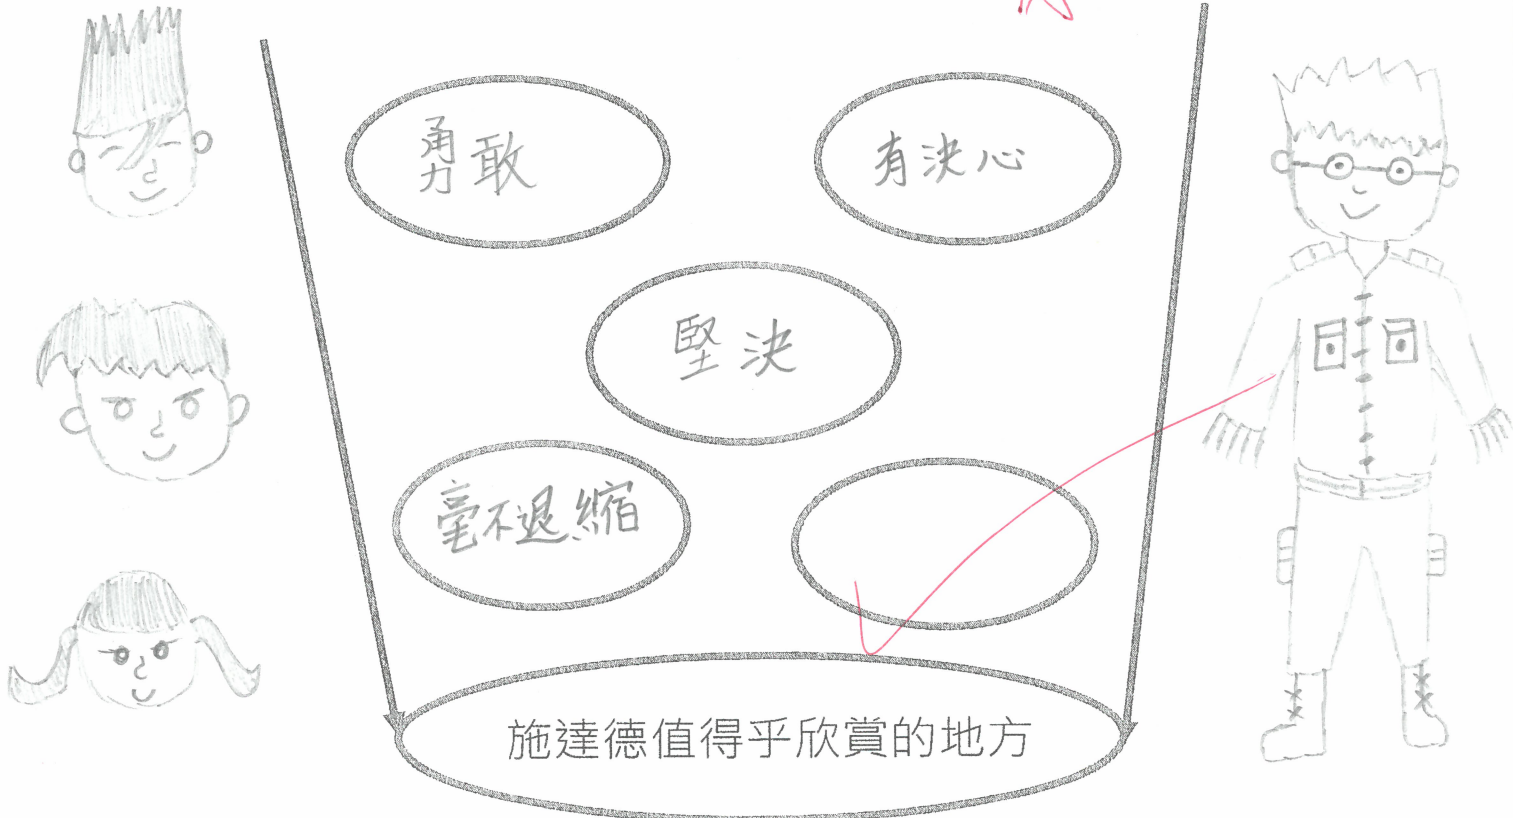 勇敢
有決心
堅決
毫不退縮
施達德值得乎欣賞的地方